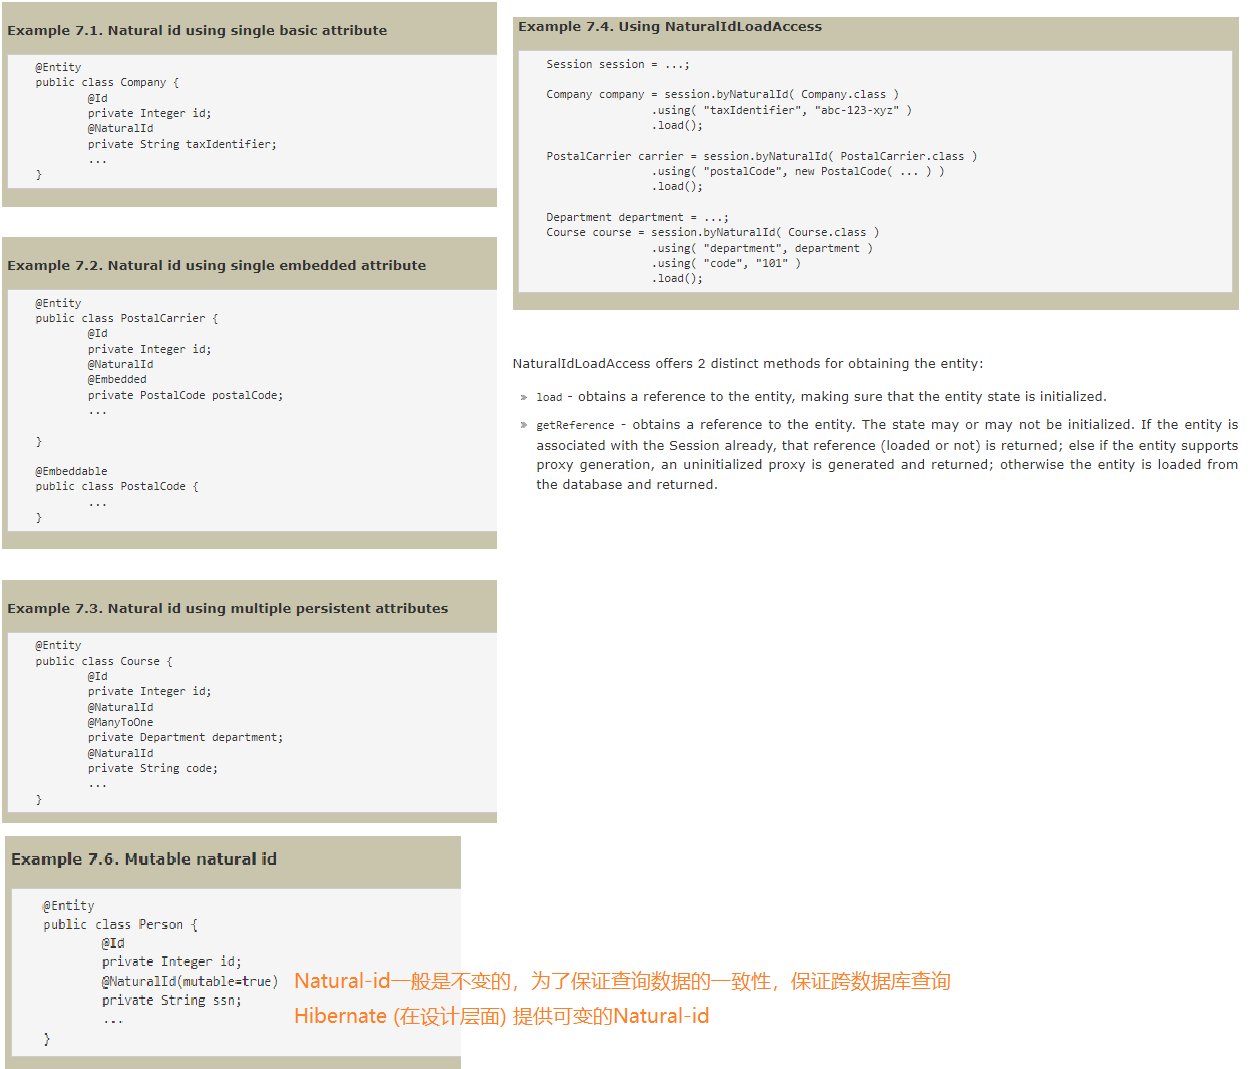 Example 7.1. Natural id using single basic attribute
@Entity
public class Company {
@Id
private Integer id;
@NaturalId
private String taxIdentifier;
...
}
Example 7.2. Natural id using single embedded attribute
@Entity
public class PostalCarrier {
@Id
private Integer id;
@NaturalId
@Embedded
private PostalCode postalCode;
...
}
@Embeddable
public class PostalCode {
...
}
Example 7.3. Natural id using multiple persistent attributes
@Entity
public class Course {
@Id
private Integer id;
@NaturalId
@ManyToOne
private Department department;
@NaturalId
private String code;
...
}
Example 7.6. Mutable natural id
@Entity
public class Person {
@Id
private Integer id;
@NaturalId(mutable=true)
private String ssn;
...
}
Natural-id一般是不变的，为了保证查询数据的一致性，保证跨数据库查询
Hibernate (在设计层面) 提供可变的Natural-id
Example 7.4. Using NaturalIdLoadAccess
Session session = ...;
Company company = session.byNaturalId( Company.class )
.using( "taxIdentifier", "abc-123-xyz" )
.load();
PostalCarrier carrier = session.byNaturalId( PostalCarrier.class )
.using( "postalCode", new PostalCode( ... ) )
.load();
Department department = ...;
Course course = session.byNaturalId( Course.class )
.using( "department", department )
.using( "code", "101" )
.load();
NaturalIdLoadAccess offers 2 distinct methods for obtaining the entity:
» load - obtains a reference to the entity, making sure that the entity state is initialized.
» getReference - obtains a reference to the entity. The state may or may not be initialized. If the entity is
associated with the Session already, that reference (loaded or not) is returned; else if the entity supports
proxy generation, an uninitialized proxy is generated and returned; otherwise the entity is loaded from
the database and returned.